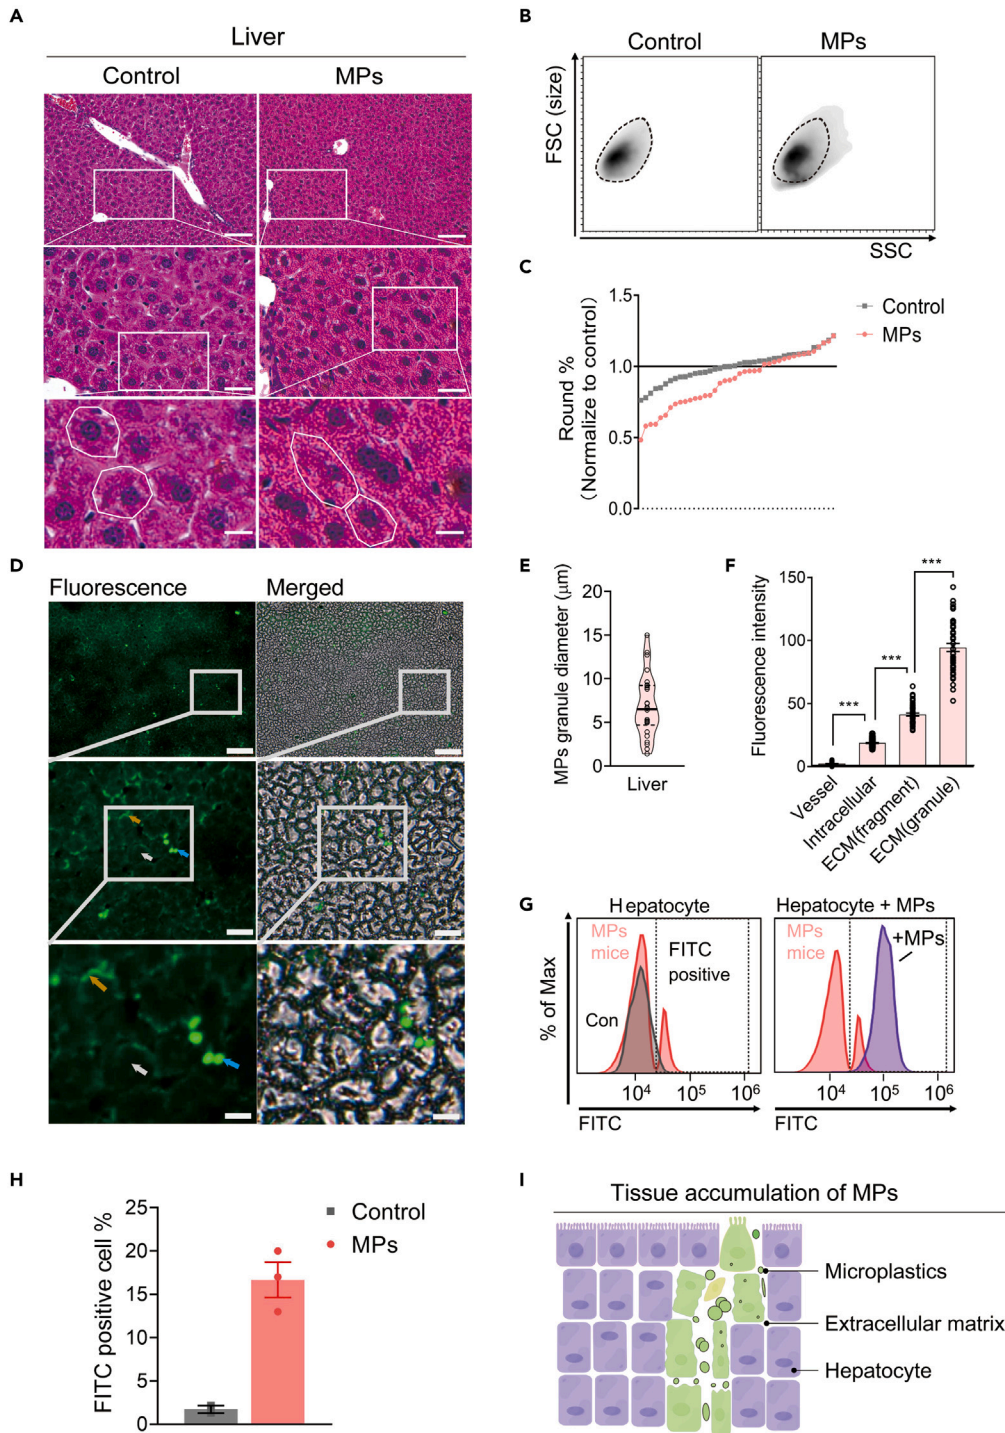 A
Liver
Control MPs
B
Control MPs
FSC (size)
SSC
C
1.5
1.0
0.5
0.0
Round %
(Normalize to control)
Control
MPs
D
Fluorescence Merged
E
MPs granule diameter (μm)
20
15
10
5
0
Liver
F
Fluorescence intensity
150
100
50
0
***
***
***
Vessel
Intracellular
ECM(fragment)
ECM(granule)
G
Hepatocyte
Hepatocyte + MPs
% of Max
MPs
mice
FITC
positive
Con
10⁴ 10⁵ 10⁶
FITC
MPs
mice
+MPs
10⁴ 10⁵ 10⁶
FITC
H
FITC positive cell %
25
20
15
10
5
0
Control
MPs
I
Tissue accumulation of MPs
Microplastics
Extracellular matrix
Hepatocyte